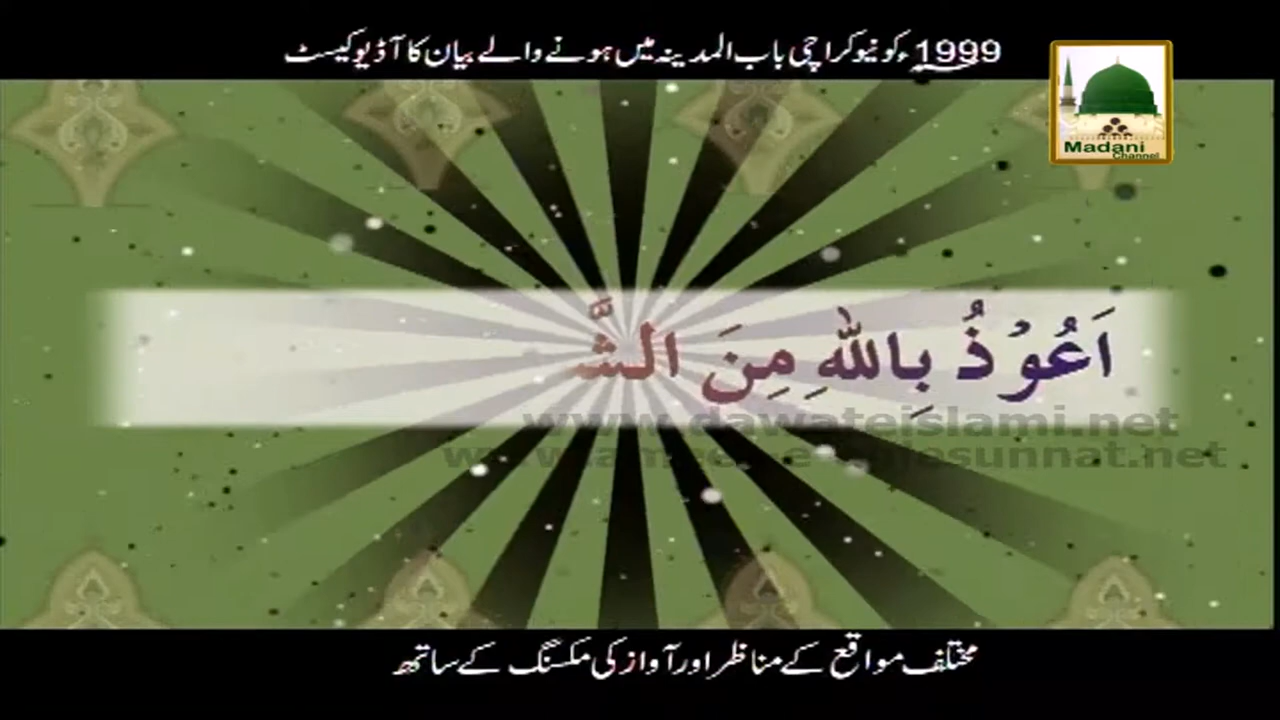 1999ء کو نیو کراچی باب المدینہ میں ہونے والے بیان کا آڈیو کیسٹ
Madani
Channel
اَعُوْذُ بِاللّٰهِ مِنَ الشَّ
www.dawateislami.net
مختلف مواقع کے مناظر اور آواز کی مکسنگ کے ساتھ